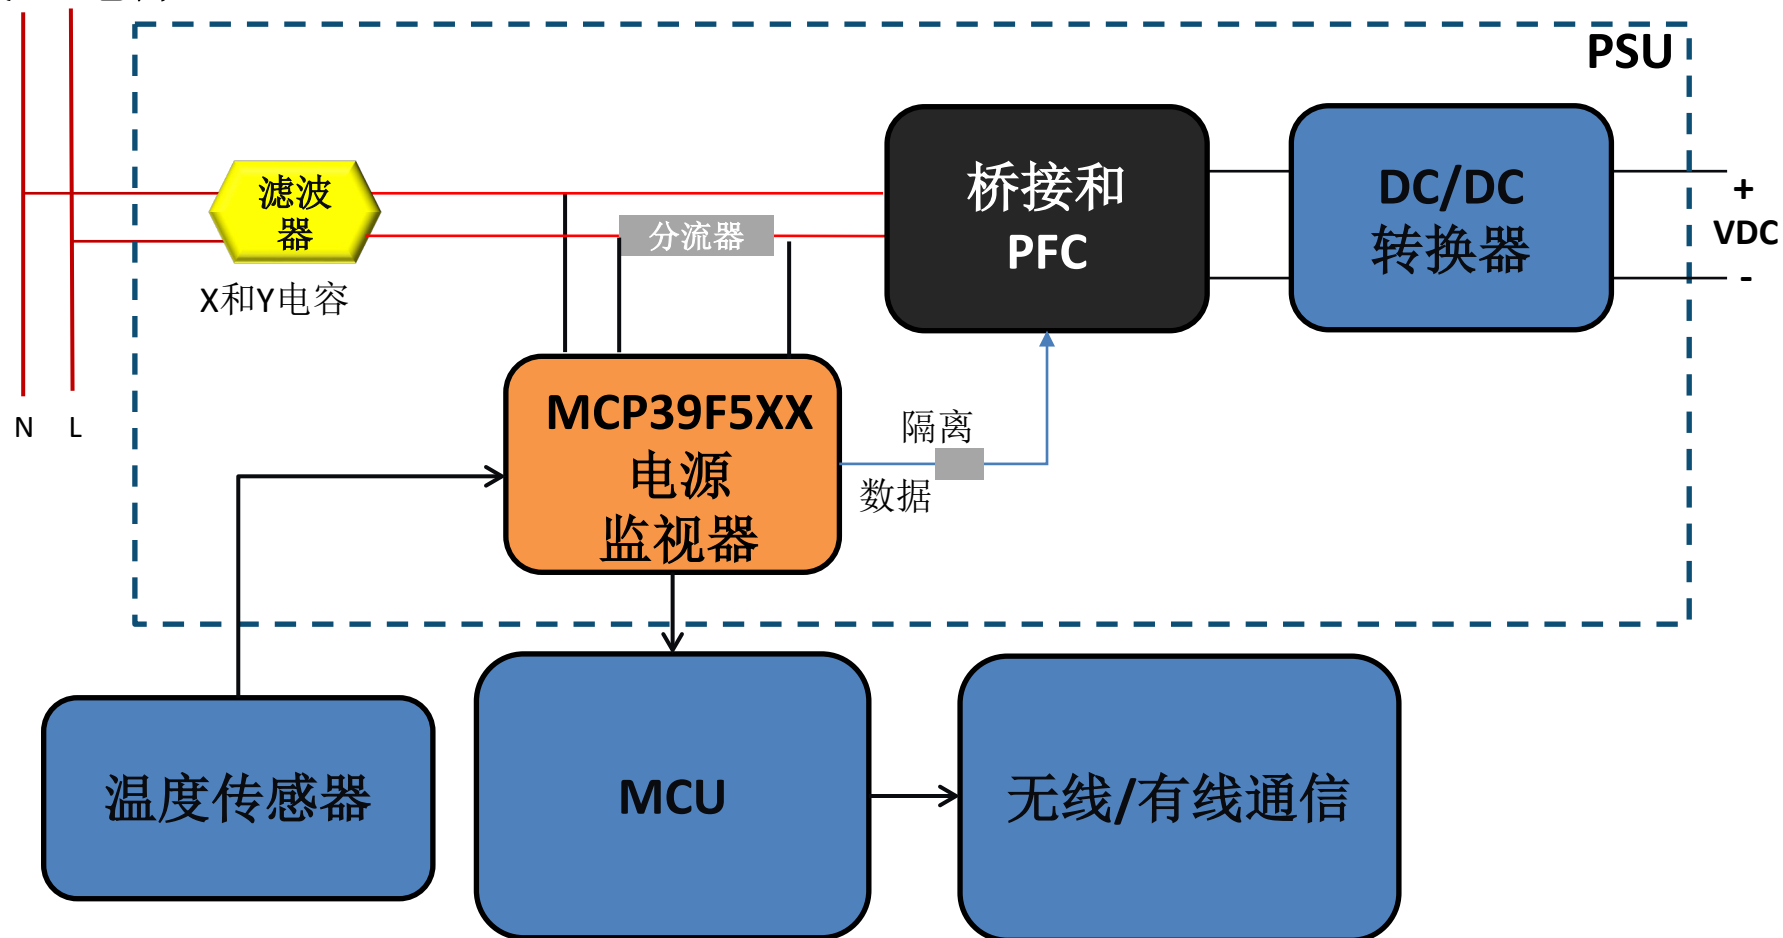 PSU
滤波
器
分流器
X和Y电容
桥接和
PFC
DC/DC
转换器
+
VDC
-
N L
MCP39F5XX
电源
监视器
隔离
数据
温度传感器
MCU
无线/有线通信